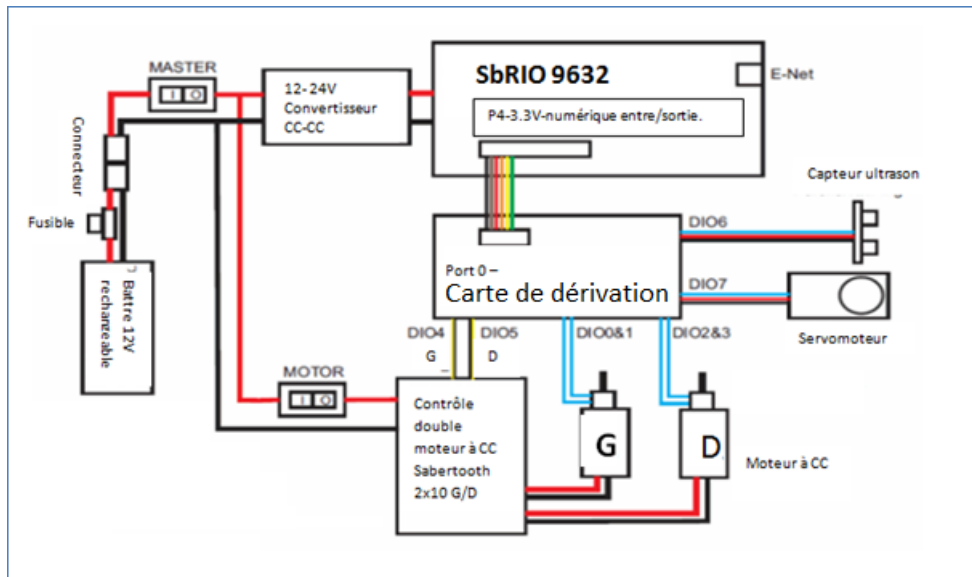 MASTER
12- 24V
Convertisseur
CC-CC
SbRIO 9632
P4-3.3V-numérique entre/sortie.
E-Net
Connecteur
Fusible
Battre 12V
rechargeable
Capteur ultrason
DIO6
Port 0 –
Carte de dérivation
DIO7
Servomoteur
DIO4
DIO5
DIO0&1
DIO2&3
G
D
MOTOR
Contrôle
double
moteur à CC
Sabertooth
2x10 G/D
G
D
Moteur à CC